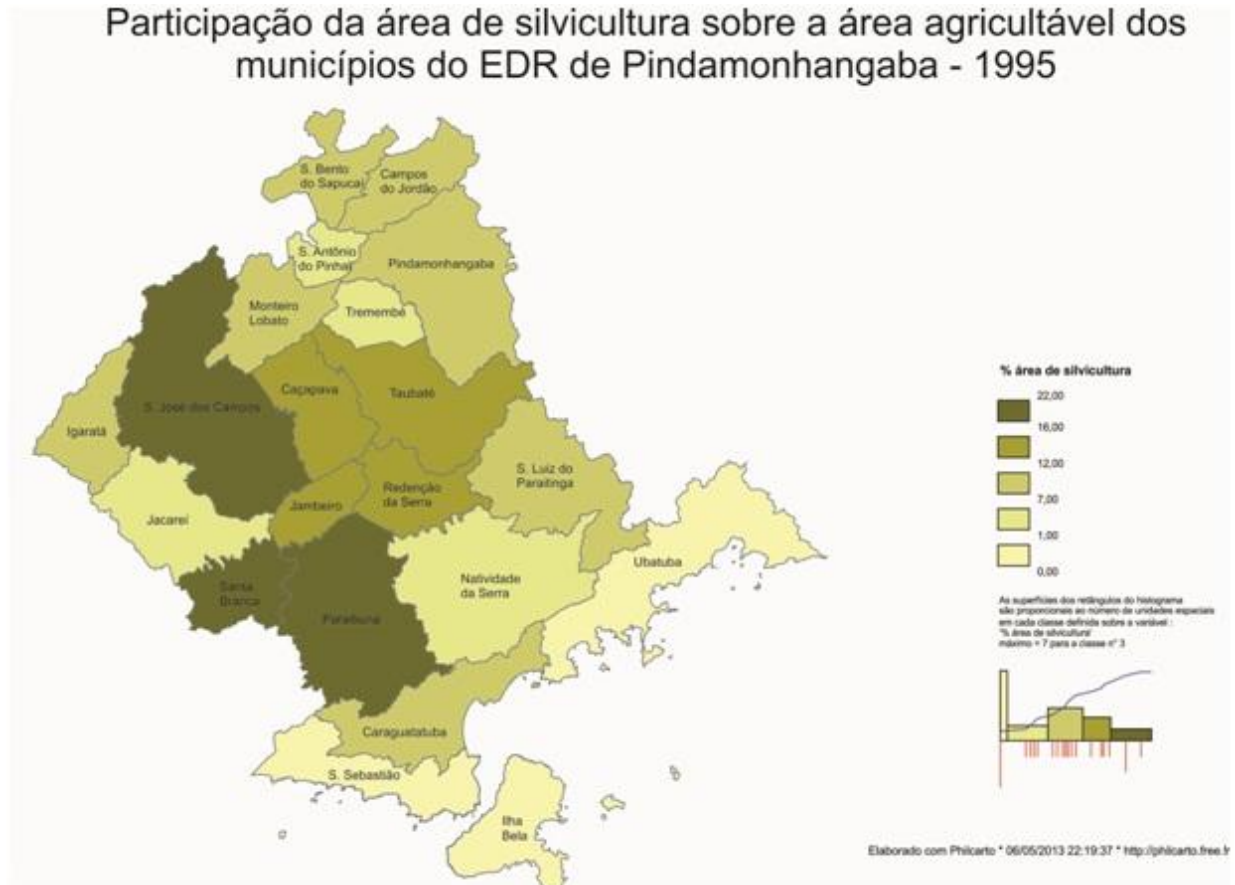 Participação da área de silvicultura sobre a área agricultável dos
municípios do EDR de Pindamonhangaba - 1995
S. Bento
do Sapucaí
Campos
do Jordão
S. Antônio
do Pinhal
Pindamonhangaba
Monteiro
Lobato
Tremembé
Caçapava
Taubaté
S. José dos Campos
Igaratá
S. Luiz do
Paraitinga
Redenção
da Serra
Jambeiro
Jacareí
Ubatuba
Natividade
da Serra
Santa
Branca
Paraibuna
Caraguatatuba
S. Sebastião
Ilha
Bela
% área de silvicultura
22,00
16,00
12,00
7,00
1,00
0,00
As superfícies dos retângulos do histograma
são proporcionais ao número de unidades espaciais
em cada classe definida sobre a variável :
'% área de silvicultura'
máximo = 7 para a classe n° 3
Elaborado com Philcarto * 06/05/2013 22:19:37 * http://philcarto.free.fr